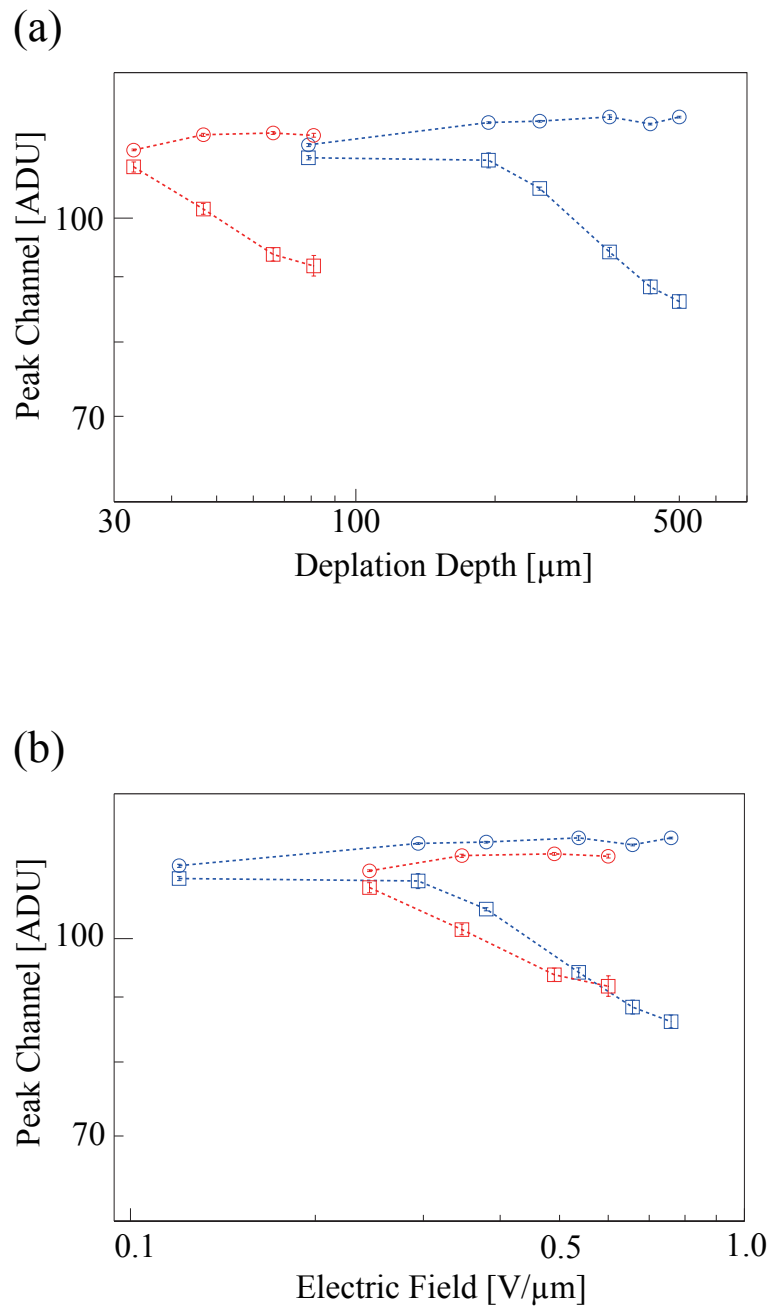 (a)
Peak Channel [ADU]
100
70
30 100 500
Deplation Depth [µm]
(b)
Peak Channel [ADU]
100
70
0.1 0.5 1.0
Electric Field [V/µm]